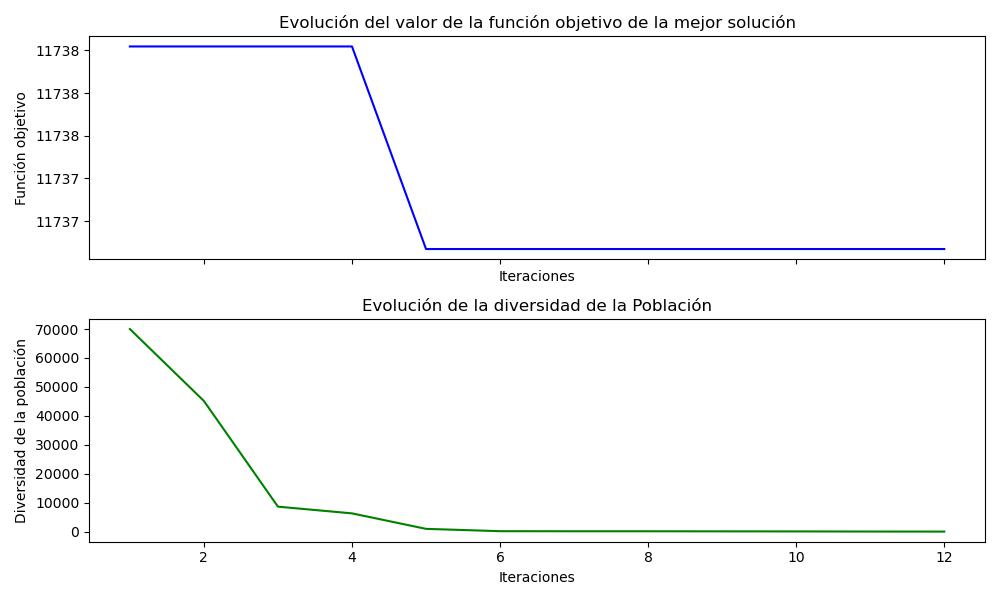 Evolución del valor de la función objetivo de la mejor solución
11738
11738
11738
11737
11737
Función objetivo
Iteraciones
Evolución de la diversidad de la Población
70000
60000
50000
40000
30000
20000
10000
0
Diversidad de la población
2 4 6 8 10 12
Iteraciones